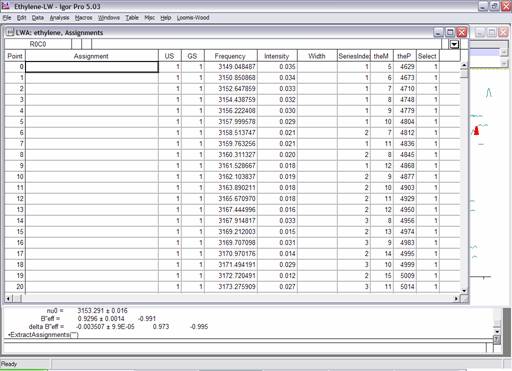 Ethylene-LW - Igor Pro 5.03
File Edit Data Analysis Macros Windows Table Misc Help Loomis-Wood
LWA: ethylene, Assignments
R0C0
Point Assignment US GS Frequency Intensity Width SeriesIndex theM theP Select
0 1 1 3149.048487 0.035 1 5 4629 1
1 1 1 3150.850868 0.034 1 6 4673 1
2 1 1 3152.647859 0.033 1 7 4710 1
3 1 1 3154.438759 0.032 1 8 4748 1
4 1 1 3156.222408 0.030 1 9 4779 1
5 1 1 3157.999578 0.029 1 10 4804 1
6 1 1 3158.513747 0.021 2 7 4812 1
7 1 1 3159.763256 0.021 1 11 4836 1
8 1 1 3160.311327 0.020 2 8 4845 1
9 1 1 3161.528667 0.018 1 12 4868 1
10 1 1 3162.103837 0.019 2 9 4877 1
11 1 1 3163.890211 0.018 2 10 4903 1
12 1 1 3165.670970 0.018 2 11 4929 1
13 1 1 3167.444996 0.016 2 12 4950 1
14 1 1 3167.914817 0.033 3 8 4956 1
15 1 1 3169.212003 0.015 2 13 4974 1
16 1 1 3169.707098 0.031 3 9 4983 1
17 1 1 3170.970176 0.014 2 14 4995 1
18 1 1 3171.494191 0.029 3 10 4999 1
19 1 1 3172.720491 0.012 2 15 5009 1
20 1 1 3173.275909 0.027 3 11 5014 1
nu0 = 3153.291 ± 0.016
B"eff = 0.9296 ± 0.0014 -0.991
delta B"eff = -0.003507 ± 9.9E-05 0.973 -0.995
•ExtractAssignments("")
Ready